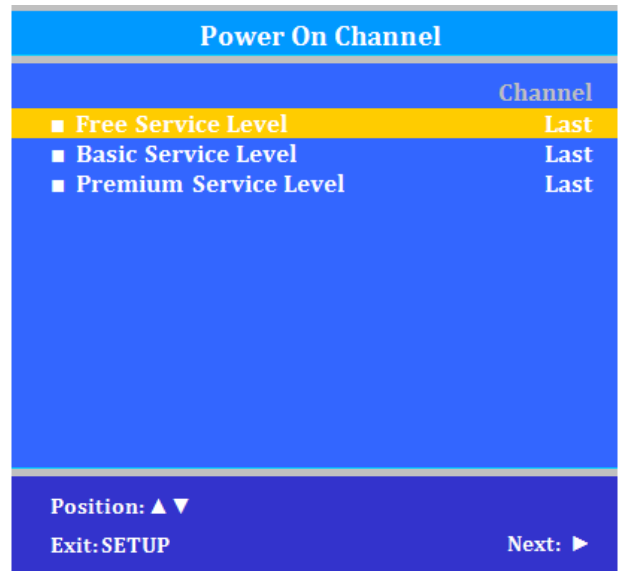 Power On Channel
Channel
■ Free Service Level Last
■ Basic Service Level Last
■ Premium Service Level Last
Position: ▲ ▼
Exit: SETUP Next: ►